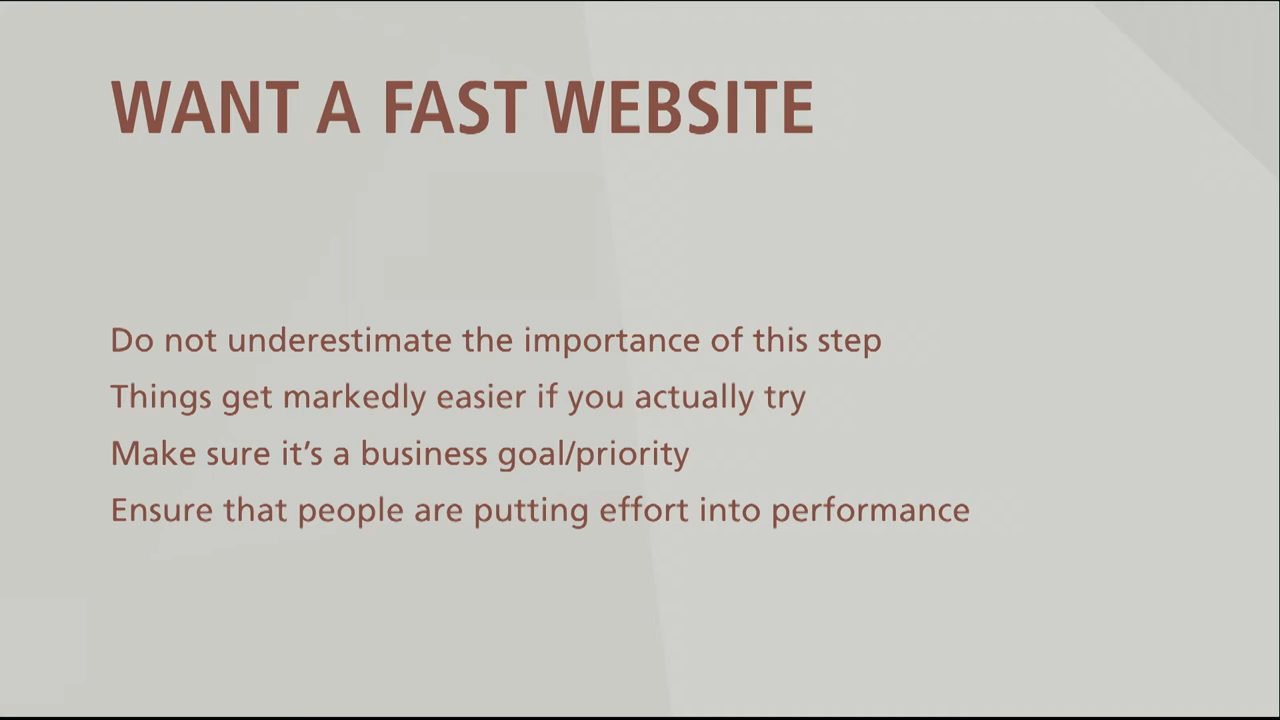 WANT A FAST WEBSITE
Do not underestimate the importance of this step
Things get markedly easier if you actually try
Make sure it’s a business goal/priority
Ensure that people are putting effort into performance